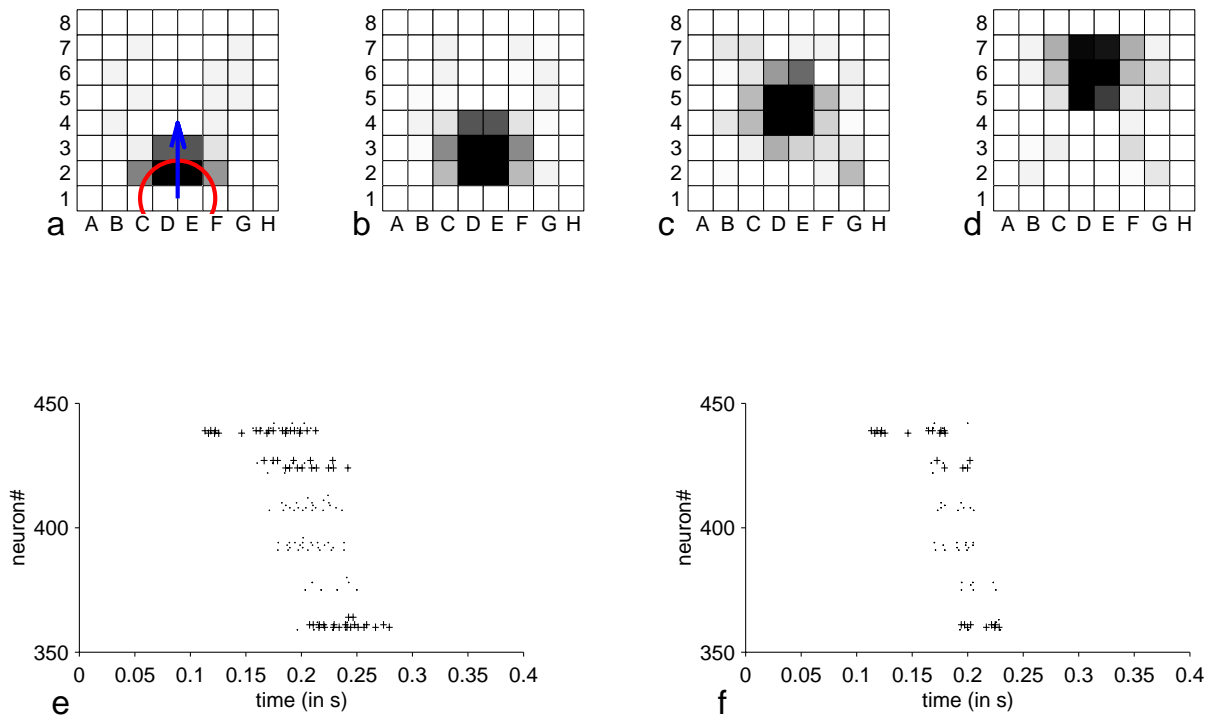 8 8 8 8
7 7 7 7
6 6 6 6
5 5 5 5
4 4 4 4
3 3 3 3
2 2 2 2
1 1 1 1
a A B C D E F G H b A B C D E F G H c A B C D E F G H d A B C D E F G H
450 450
400 400
350 350
neuron# neuron#
0 0.05 0.1 0.15 0.2 0.25 0.3 0.35 0.4 0 0.05 0.1 0.15 0.2 0.25 0.3 0.35 0.4
e time (in s) f time (in s)